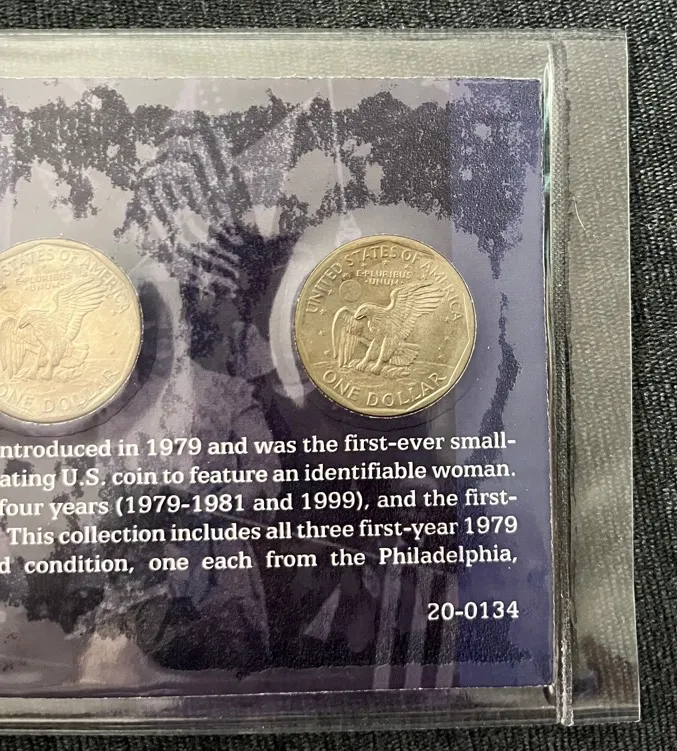 STATES OF AMERICA
E·PLURIBUS
UNUM
ONE DOLLAR
UNITED STATES OF AMERICA
E·PLURIBUS
·UNUM·
ONE DOLLAR
ntroduced in 1979 and was the first-ever small-
ating U.S. coin to feature an identifiable woman.
four years (1979-1981 and 1999), and the first-
This collection includes all three first-year 1979
d condition, one each from the Philadelphia,
20-0134